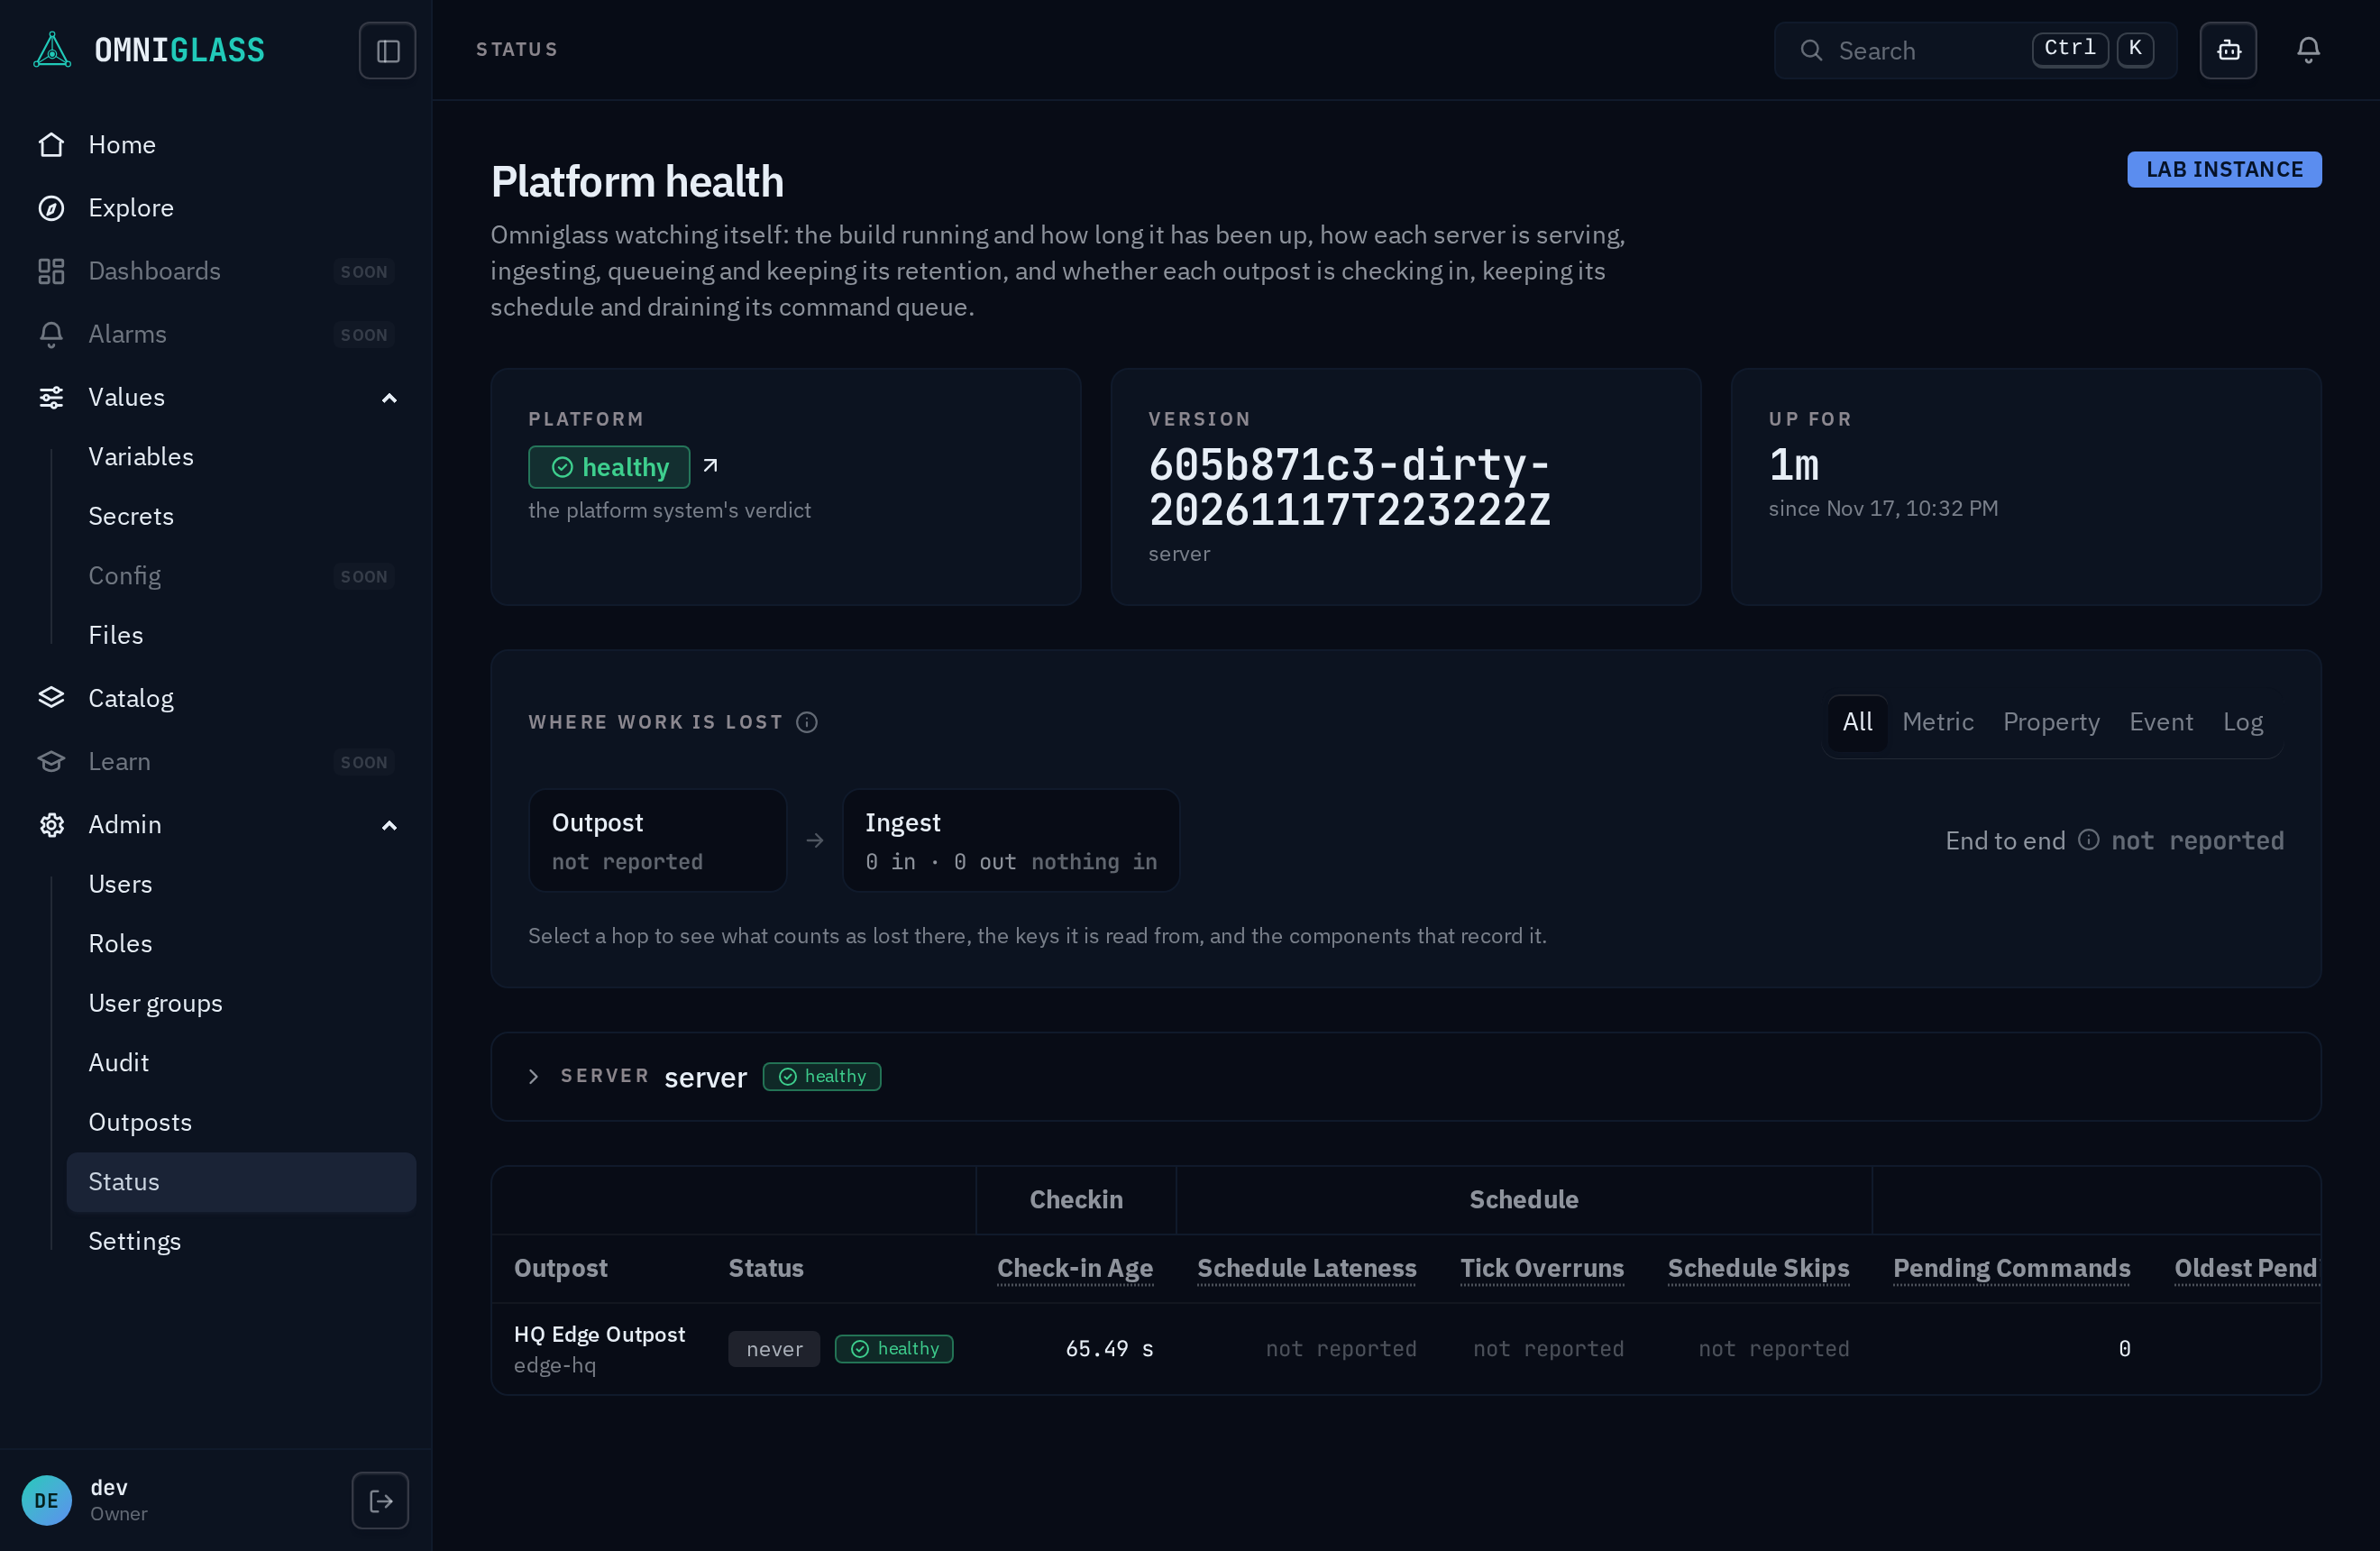 OMNIGLASS
STATUS
Search
Ctrl K
Home
Explore
Dashboards SOON
Alarms SOON
Values
Variables
Secrets
Config SOON
Files
Catalog
Learn SOON
Admin
Users
Roles
User groups
Audit
Outposts
Status
Settings
DE
dev
Owner
Platform health
LAB INSTANCE
Omniglass watching itself: the build running and how long it has been up, how each server is serving,
ingesting, queueing and keeping its retention, and whether each outpost is checking in, keeping its
schedule and draining its command queue.
PLATFORM
healthy
the platform system's verdict
VERSION
605b871c3-dirty-
20261117T223222Z
server
UP FOR
1m
since Nov 17, 10:32 PM
WHERE WORK IS LOST
All Metric Property Event Log
Outpost
not reported
Ingest
0 in · 0 out nothing in
End to end not reported
Select a hop to see what counts as lost there, the keys it is read from, and the components that record it.
SERVER server healthy
Checkin Schedule
Outpost Status Check-in Age Schedule Lateness Tick Overruns Schedule Skips Pending Commands Oldest Pend
HQ Edge Outpost
edge-hq
never healthy 65.49 s not reported not reported not reported 0